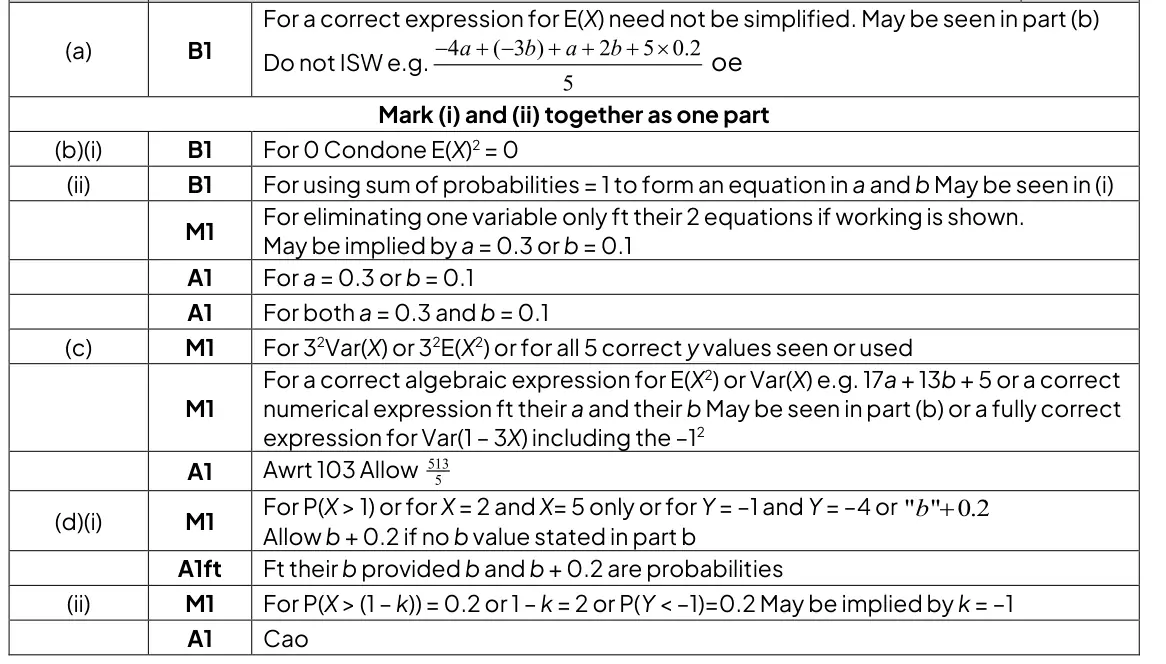 For a correct expression for E(X) need not be simplified. May be seen in part (b)
(a) B1 Do not ISW e.g. (−4a + (−3b) + a + 2b + 5×0.2)/5 oe
Mark (i) and (ii) together as one part
(b)(i) B1 For 0 Condone E(X)² = 0
(ii) B1 For using sum of probabilities = 1 to form an equation in a and b May be seen in (i)
M1 For eliminating one variable only ft their 2 equations if working is shown.
May be implied by a = 0.3 or b = 0.1
A1 For a = 0.3 or b = 0.1
A1 For both a = 0.3 and b = 0.1
(c) M1 For 3²Var(X) or 3²E(X²) or for all 5 correct y values seen or used
For a correct algebraic expression for E(X²) or Var(X) e.g. 17a + 13b + 5 or a correct
M1 numerical expression ft their a and their b May be seen in part (b) or a fully correct
expression for Var(1 – 3X) including the –1²
A1 Awrt 103 Allow 513/5
(d)(i) M1 For P(X > 1) or for X = 2 and X= 5 only or for Y = –1 and Y = –4 or "b"+0.2
Allow b + 0.2 if no b value stated in part b
A1ft Ft their b provided b and b + 0.2 are probabilities
(ii) M1 For P(X > (1 – k)) = 0.2 or 1 – k = 2 or P(Y < –1)=0.2 May be implied by k = –1
A1 Cao